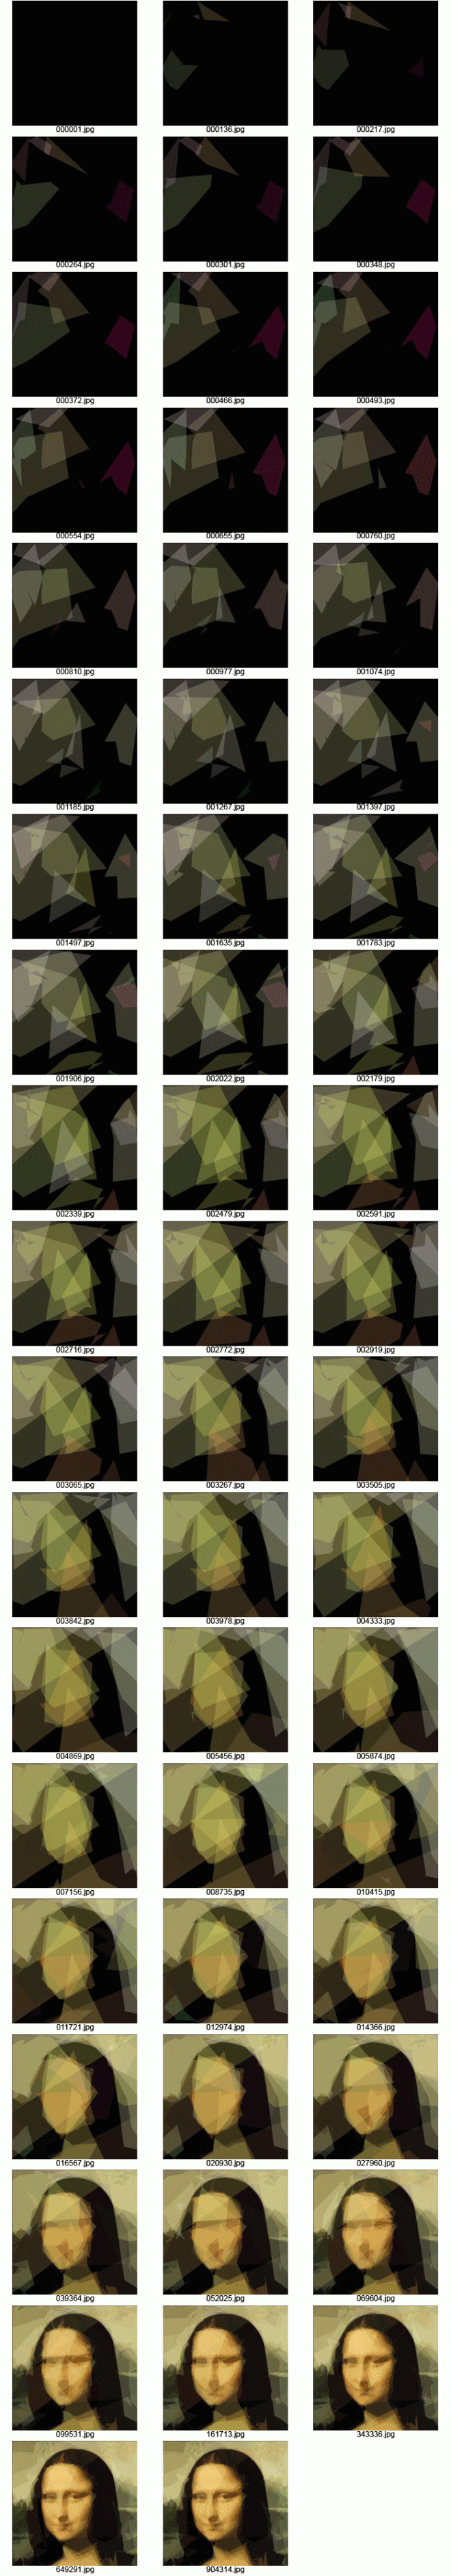 000001.jpg 000136.jpg 000217.jpg
000264.jpg 000301.jpg 000348.jpg
000372.jpg 000466.jpg 000493.jpg
000554.jpg 000655.jpg 000760.jpg
000810.jpg 000977.jpg 001074.jpg
001185.jpg 001267.jpg 001397.jpg
001497.jpg 001635.jpg 001783.jpg
001906.jpg 002022.jpg 002179.jpg
002339.jpg 002479.jpg 002591.jpg
002716.jpg 002772.jpg 002919.jpg
003065.jpg 003267.jpg 003505.jpg
003842.jpg 003978.jpg 004333.jpg
004869.jpg 005456.jpg 005874.jpg
007156.jpg 008735.jpg 010415.jpg
011721.jpg 012974.jpg 014366.jpg
016567.jpg 020930.jpg 027960.jpg
039364.jpg 052025.jpg 069604.jpg
099531.jpg 161713.jpg 343336.jpg
649291.jpg 904314.jpg